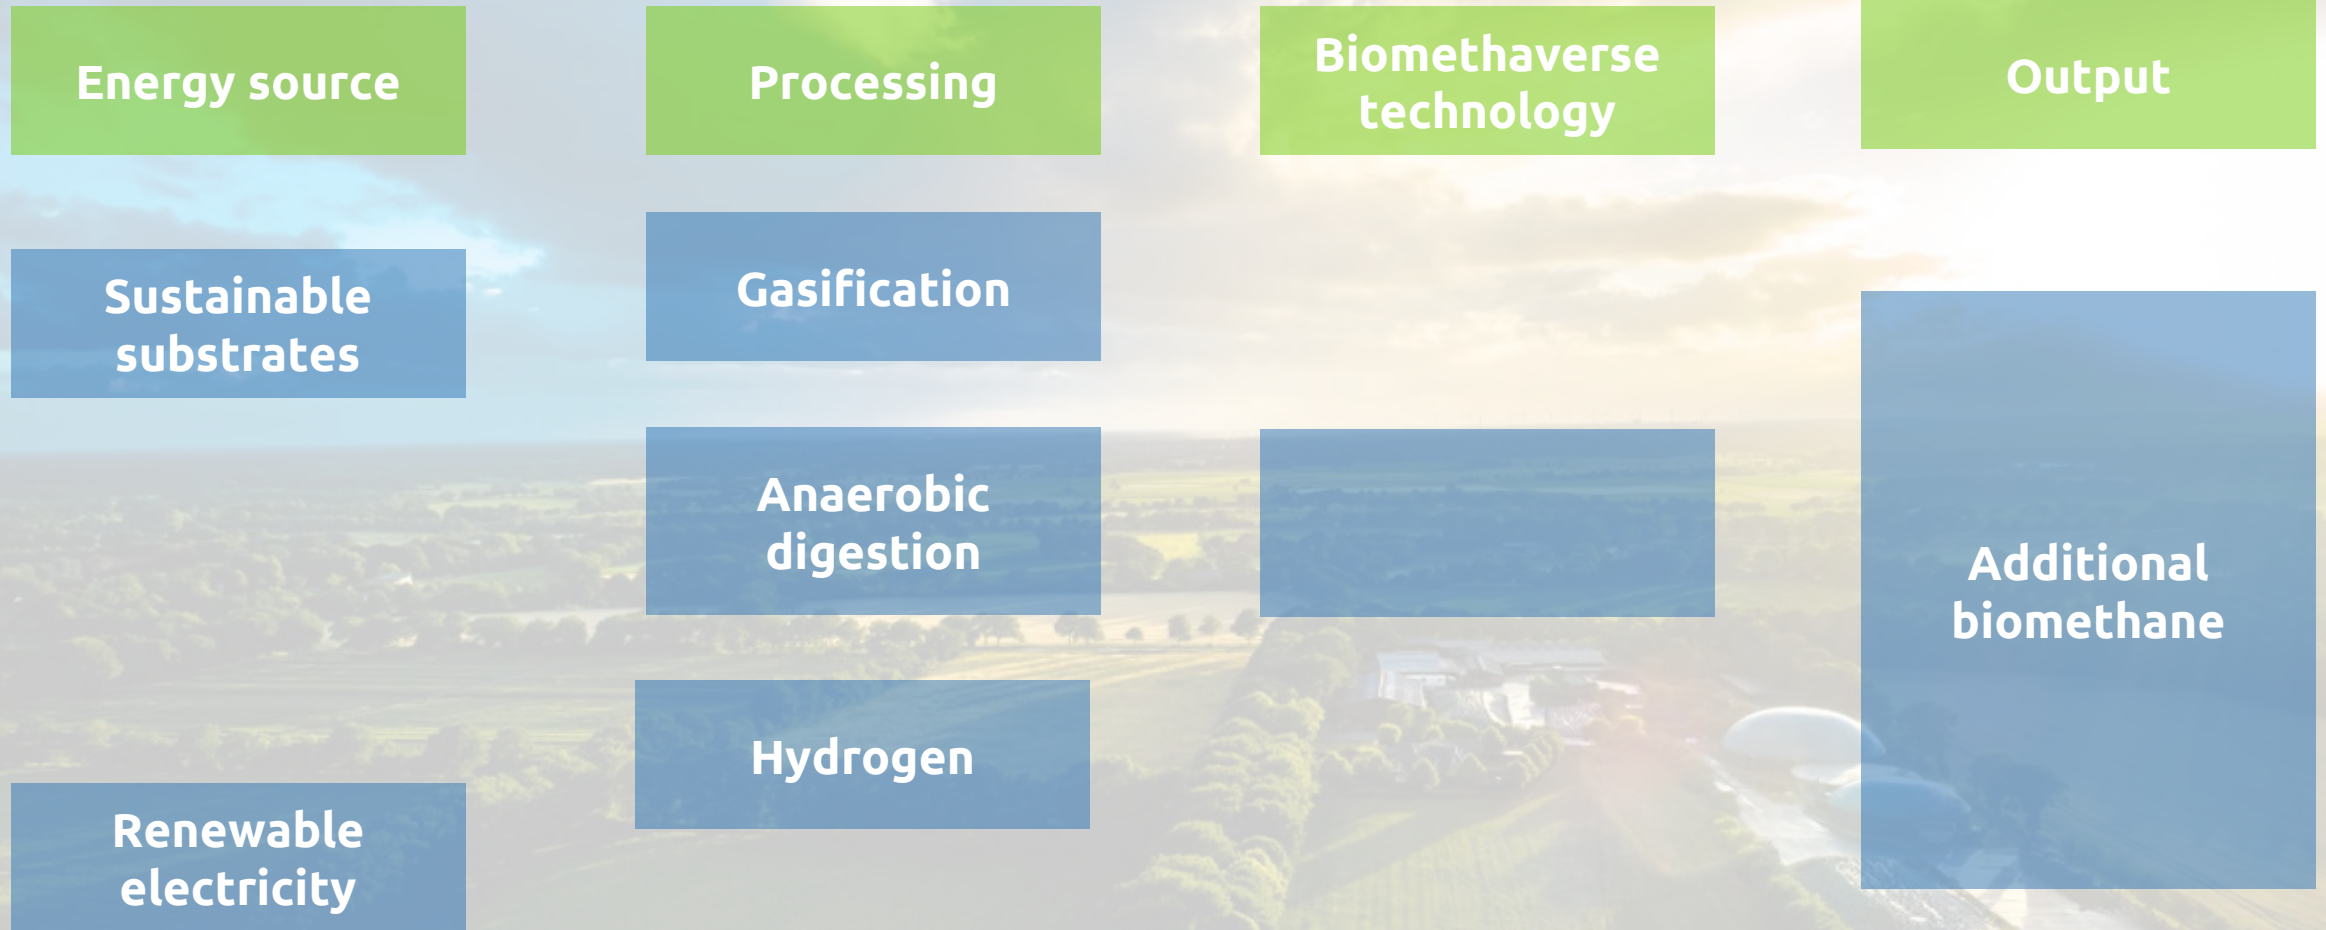 Energy source
Processing
Biomethaverse
technology
Output
Sustainable
substrates
Gasification
Anaerobic
digestion
Hydrogen
Renewable
electricity
Additional
biomethane